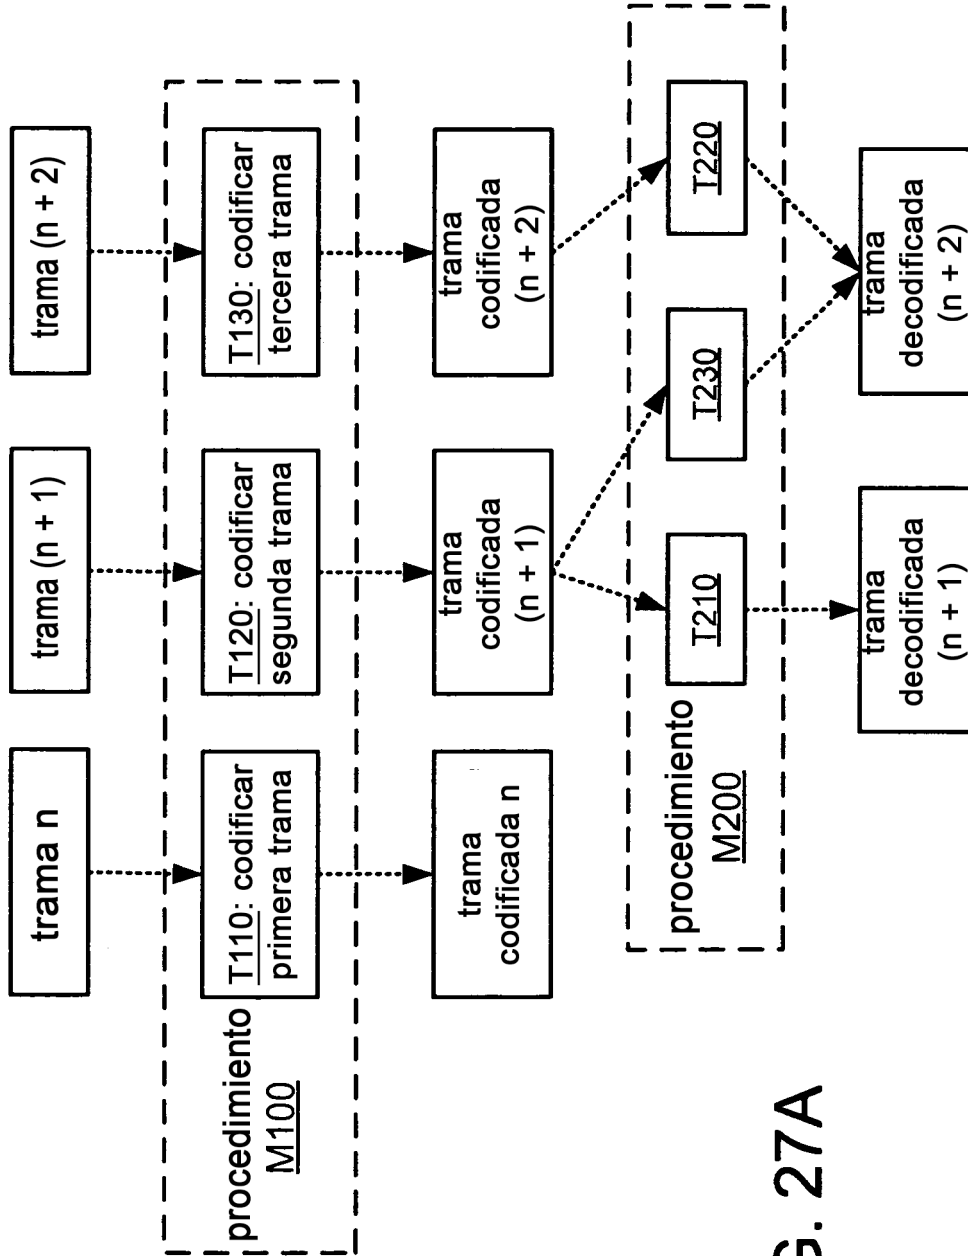 trama n
trama (n + 1)
trama (n + 2)
procedimiento
M100
T110: codificar
primera trama
T120: codificar
segunda trama
T130: codificar
tercera trama
trama
codificada n
trama
codificada
(n + 1)
trama
codificada
(n + 2)
procedimiento
M200
T210
T230
T220
trama
decodificada
(n + 1)
trama
decodificada
(n + 2)
G. 27A